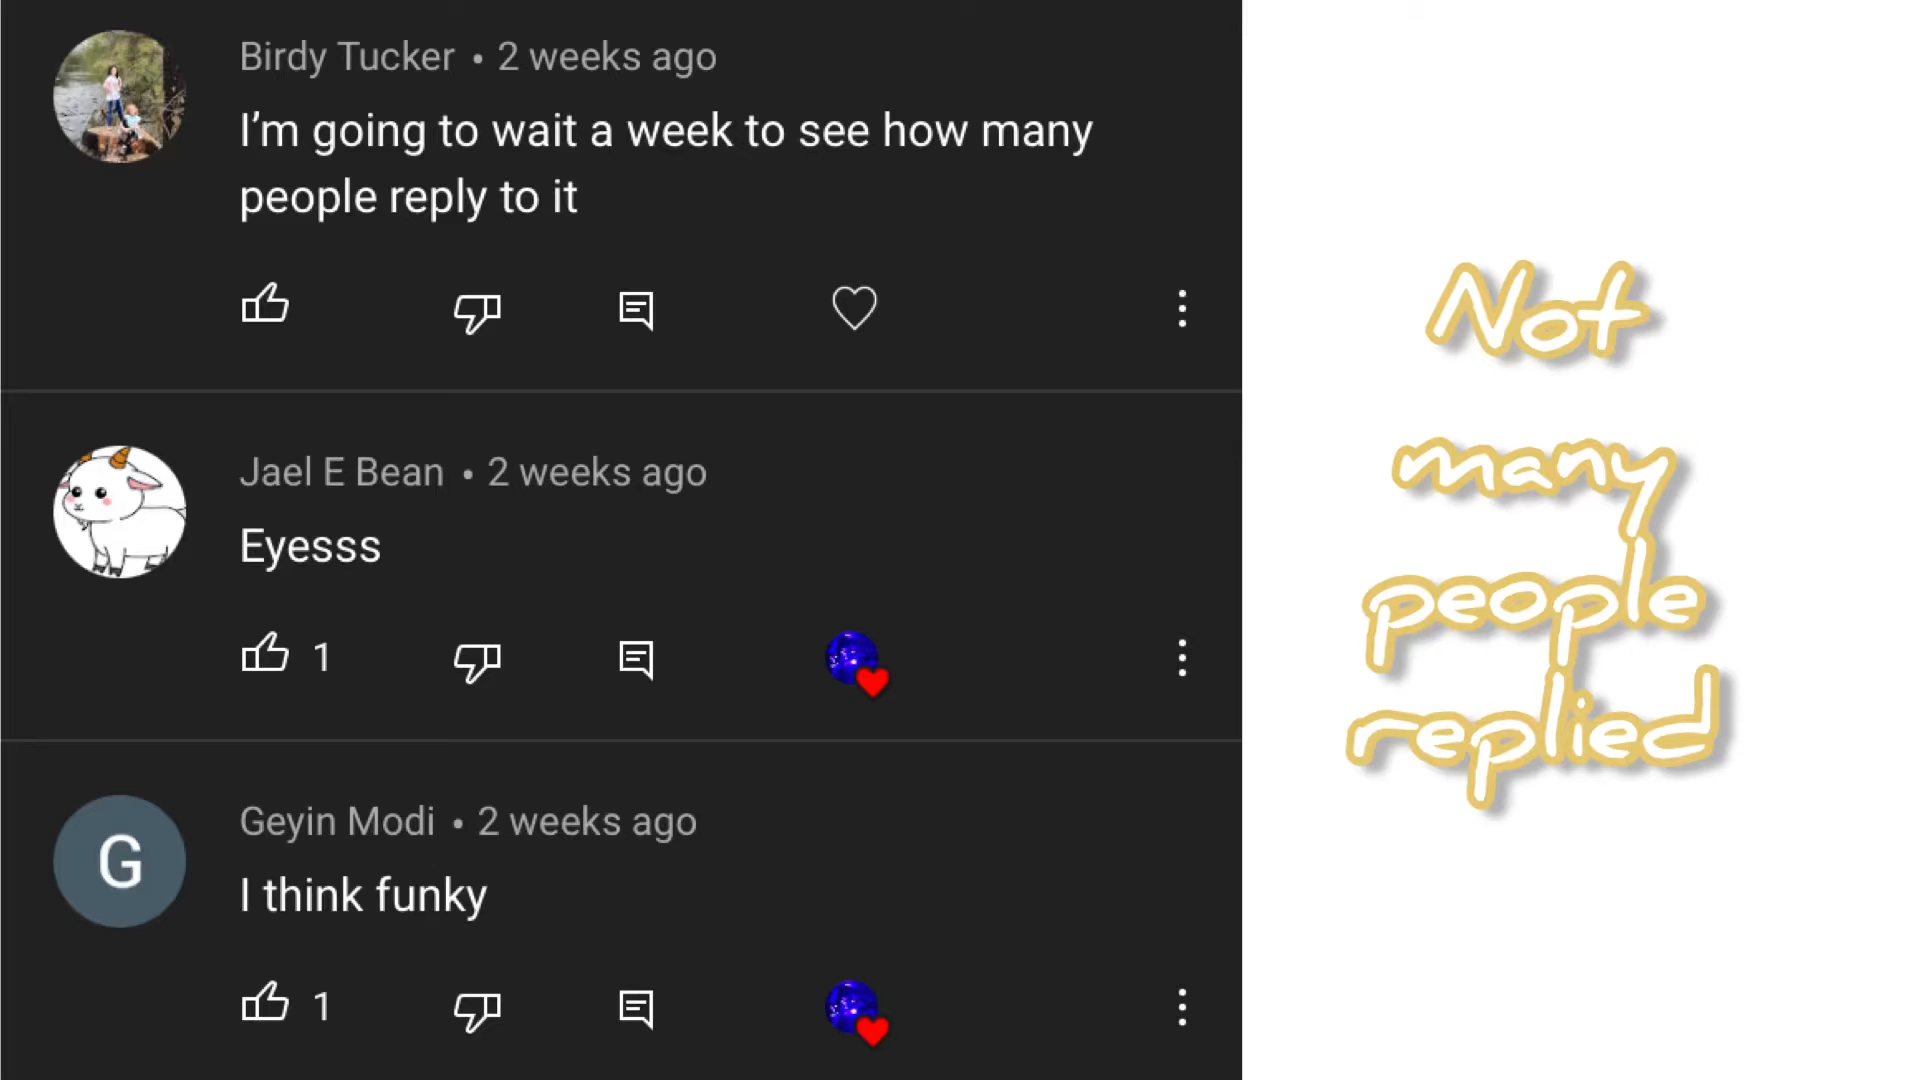 Birdy Tucker • 2 weeks ago
I’m going to wait a week to see how many
people reply to it
Jael E Bean • 2 weeks ago
Eyesss
1
G
Geyin Modi • 2 weeks ago
I think funky
1
Not
many
people
replied